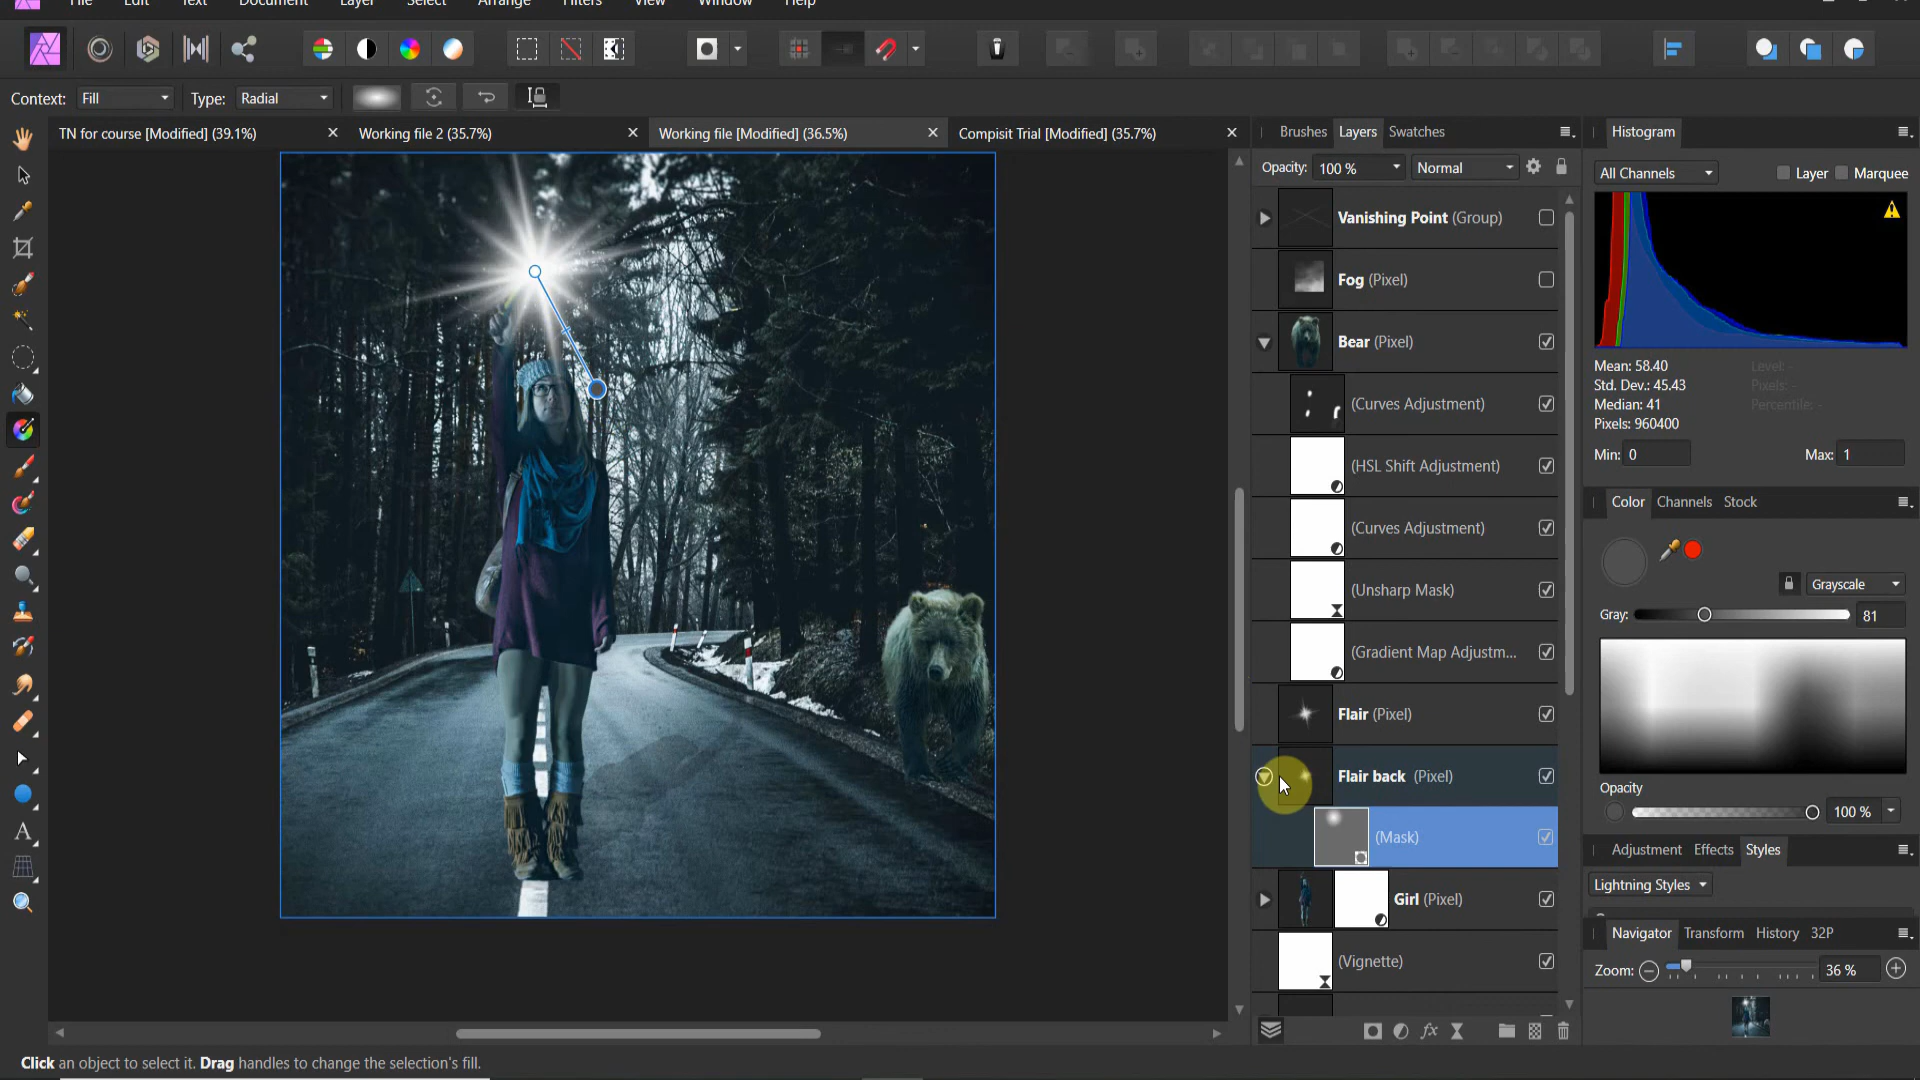 File Edit Text Document Layer Select Arrange Filters View Window Help
Context: Fill Type: Radial
TN for course [Modified] (39.1%) Working file 2 (35.7%) Working file [Modified] (36.5%) Compisit Trial [Modified] (35.7%)
Brushes Layers Swatches
Opacity: 100 % Normal
Vanishing Point (Group)
Fog (Pixel)
Bear (Pixel)
(Curves Adjustment)
(HSL Shift Adjustment)
(Curves Adjustment)
(Unsharp Mask)
(Gradient Map Adjustm...
Flair (Pixel)
Flair back (Pixel)
(Mask)
Girl (Pixel)
(Vignette)
Histogram
All Channels Layer Marquee
Mean: 58.40 Level: -
Std. Dev.: 45.43 Pixels: -
Median: 41 Percentile: -
Pixels: 960400
Min: 0 Max: 1
Color Channels Stock
Grayscale
Gray: 81
Opacity
100 %
Adjustment Effects Styles
Lightning Styles
Navigator Transform History 32P
Zoom: 36 %
A
Click an object to select it. Drag handles to change the selection's fill.